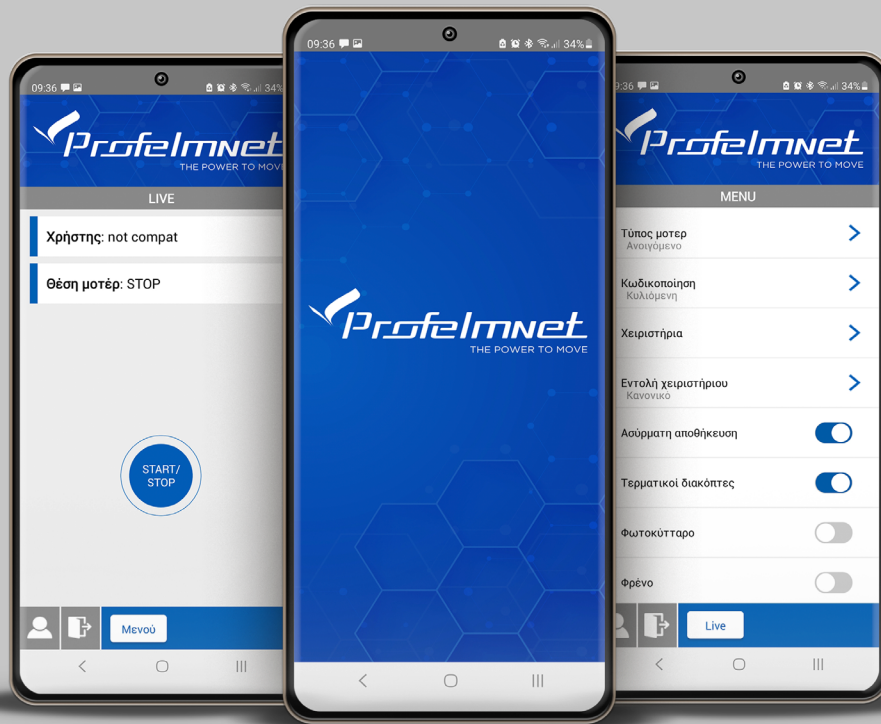 09:36
34%
Profelmnet
THE POWER TO MOVE
LIVE
Χρήστης: not compat
Θέση μοτέρ: STOP
START/
STOP
Μενού
09:36
34%
Profelmnet
THE POWER TO MOVE
9:36
34%
Profelmnet
THE POWER TO MOVE
MENU
Τύπος μοτερ
Ανοιγόμενο
Κωδικοποίηση
Κυλιόμενη
Χειριστήρια
Εντολή χειριστήριου
Κανονικό
Ασύρματη αποθήκευση
Τερματικοί διακόπτες
Φωτοκύτταρο
Φρένο
Live